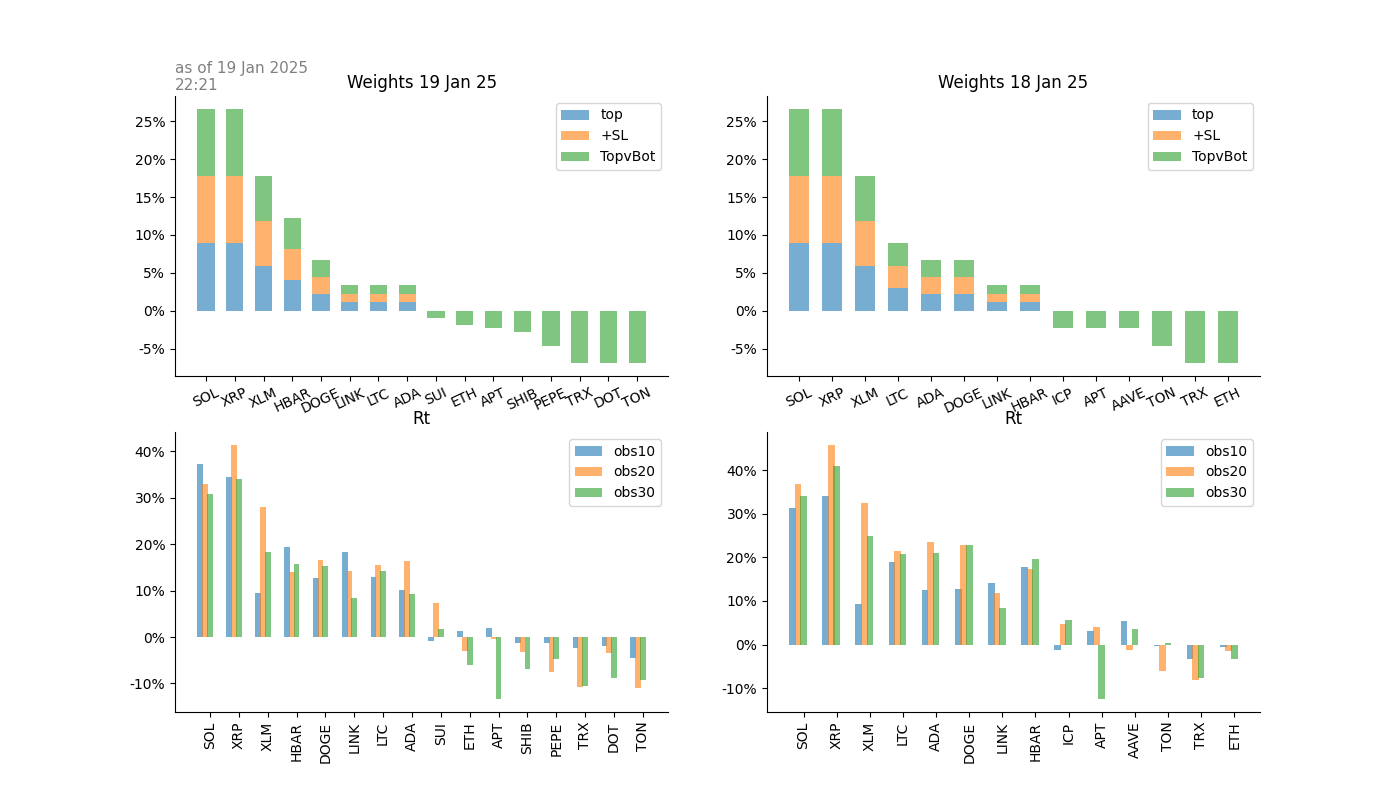 as of 19 Jan 2025
22:21
Weights 19 Jan 25
25%
20%
15%
10%
5%
0%
-5%
top
+SL
TopvBot
SOL XRP XLM HBAR DOGE LINK LTC ADA SUI ETH APT SHIB PEPE TRX DOT TON
Weights 18 Jan 25
25%
20%
15%
10%
5%
0%
-5%
top
+SL
TopvBot
SOL XRP XLM LTC ADA DOGE LINK HBAR ICP APT AAVE TON TRX ETH
Rt
40%
30%
20%
10%
0%
-10%
obs10
obs20
obs30
SOL XRP XLM HBAR DOGE LINK LTC ADA SUI ETH APT SHIB PEPE TRX DOT TON
Rt
40%
30%
20%
10%
0%
-10%
obs10
obs20
obs30
SOL XRP XLM LTC ADA DOGE LINK HBAR ICP APT AAVE TON TRX ETH